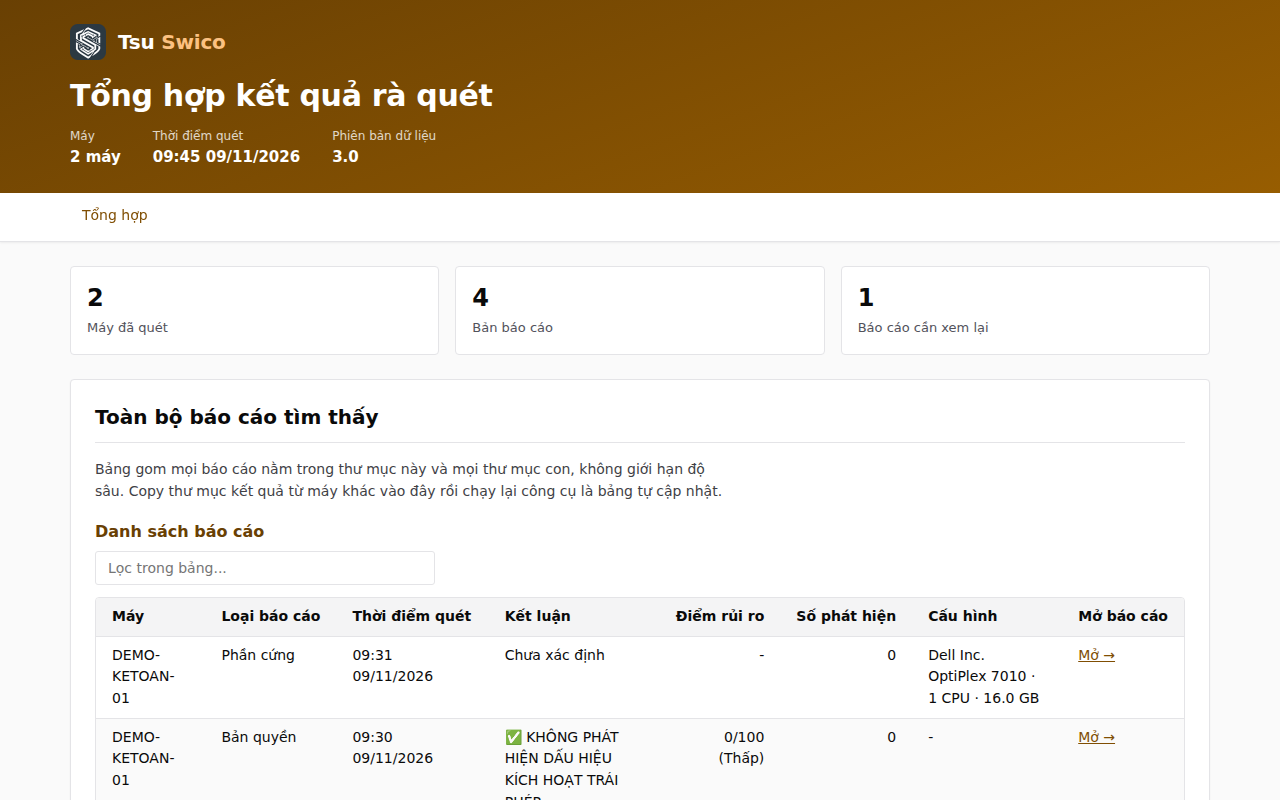 Tsu Swico
Tổng hợp kết quả rà quét
Máy Thời điểm quét Phiên bản dữ liệu
2 máy 09:45 09/11/2026 3.0
Tổng hợp
2 4 1
Máy đã quét Bản báo cáo Báo cáo cần xem lại
Toàn bộ báo cáo tìm thấy
Bảng gom mọi báo cáo nằm trong thư mục này và mọi thư mục con, không giới hạn độ
sâu. Copy thư mục kết quả từ máy khác vào đây rồi chạy lại công cụ là bảng tự cập nhật.
Danh sách báo cáo
Lọc trong bảng...
Máy Loại báo cáo Thời điểm quét Kết luận Điểm rủi ro Số phát hiện Cấu hình Mở báo cáo
DEMO- Phần cứng 09:31 Chưa xác định - 0 Dell Inc. Mở →
KETOAN- 09/11/2026 OptiPlex 7010 ·
01 1 CPU · 16.0 GB
DEMO- Bản quyền 09:30 ✅ KHÔNG PHÁT 0/100 0 - Mở →
KETOAN- 09/11/2026 HIỆN DẤU HIỆU (Thấp)
01 KÍCH HOẠT TRÁI
PHÉP